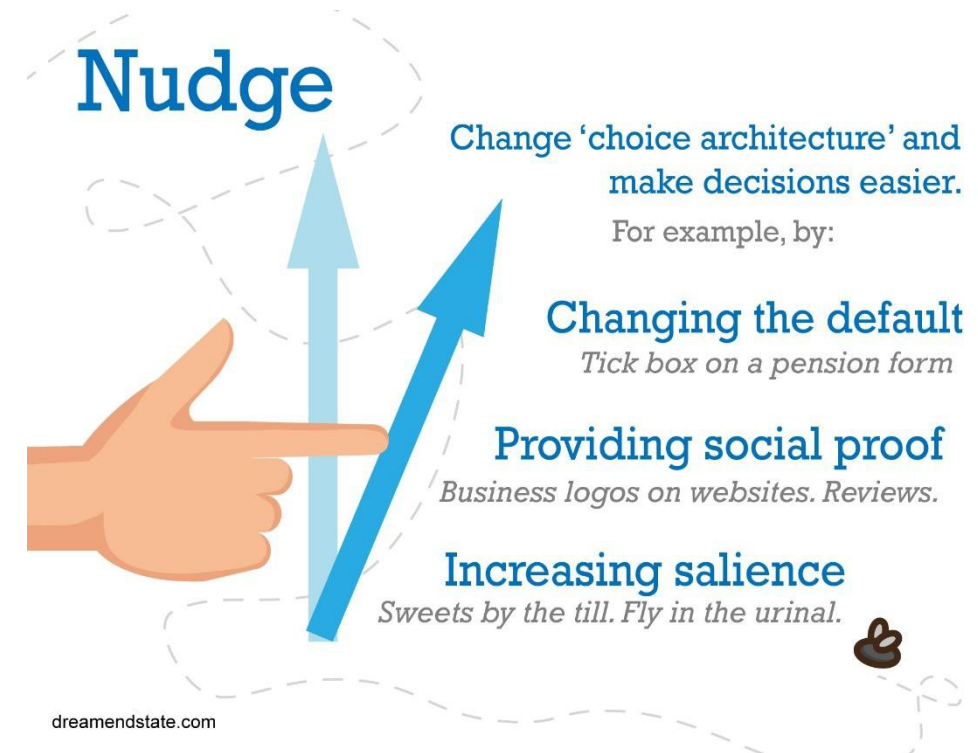 Nudge
Change ‘choice architecture’ and
make decisions easier.
For example, by:
Changing the default
Tick box on a pension form
Providing social proof
Business logos on websites. Reviews.
Increasing salience
Sweets by the till. Fly in the urinal.
dreamendstate.com